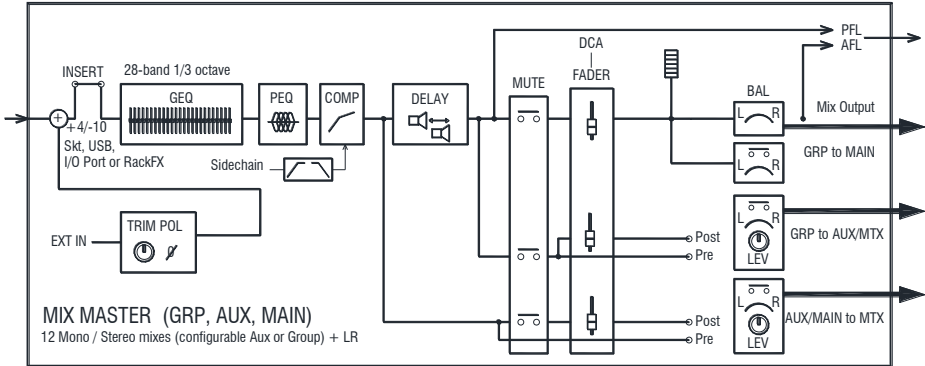 PFL
AFL
DCA
FADER
INSERT
28-band 1/3 octave
GEQ
PEQ
COMP
DELAY
MUTE
BAL
L R
Mix Output
+
+4/-10
Skt, USB,
I/O Port or RackFX
Sidechain
GRP to MAIN
L R
TRIM POL
EXT IN
L R
LEV
Post
Pre
GRP to AUX/MTX
MIX MASTER (GRP, AUX, MAIN)
12 Mono / Stereo mixes (configurable Aux or Group) + LR
L R
LEV
Post
Pre
AUX/MAIN to MTX